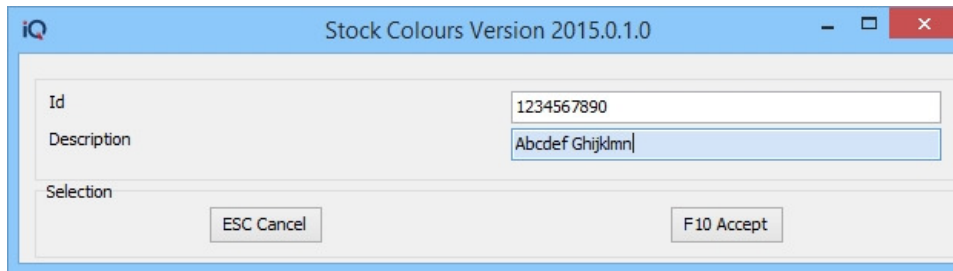 iQ Stock Colours Version 2015.0.1.0
Id 1234567890
Description Abcdef Ghijklmn
Selection
ESC Cancel F10 Accept